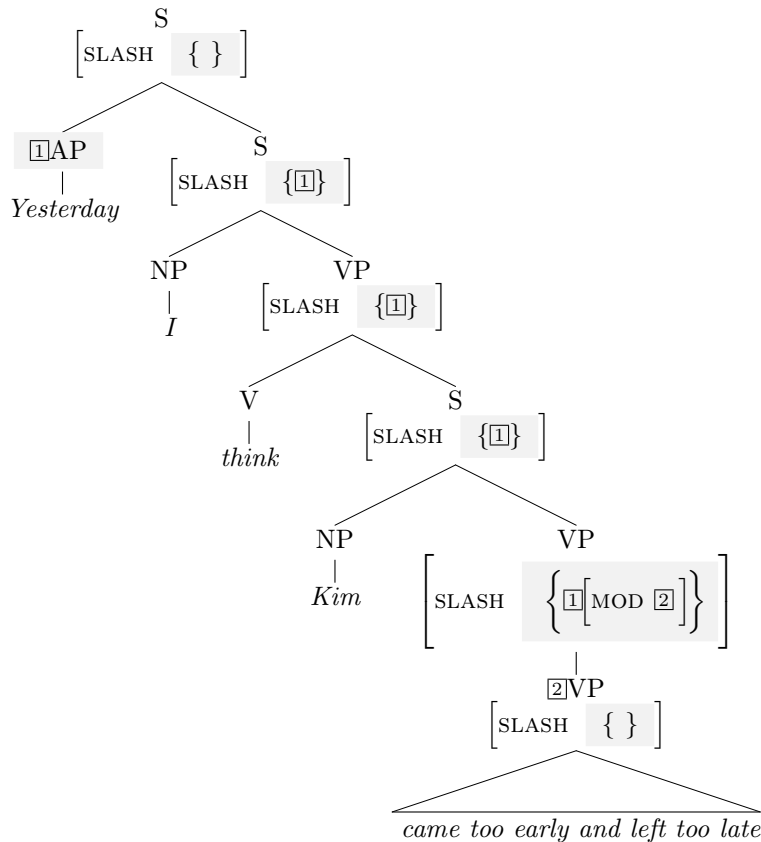 S
[SLASH { }]
1AP
S
Yesterday
[SLASH {1}]
NP
VP
I
[SLASH {1}]
V
S
think
[SLASH {1}]
NP
VP
Kim
[SLASH {1[MOD 2]}]
2VP
[SLASH { }]
came too early and left too late